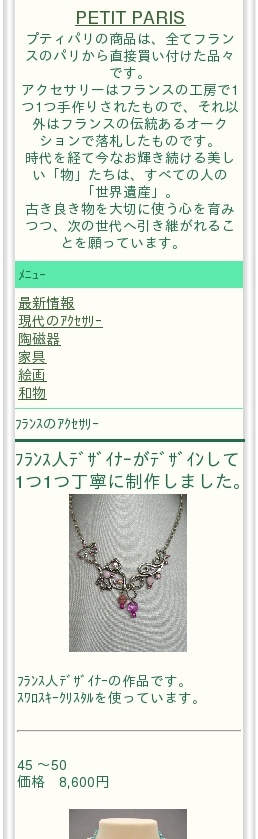 PETIT PARIS
プティパリの商品は、全てフラン
スのパリから直接買い付けた品々
です。
アクセサリーはフランスの工房で1
つ1つ手作りされたもので、それ以
外はフランスの伝統あるオーク
ションで落札したものです。
時代を経て今なお輝き続ける美し
い「物」たちは、すべての人の
「世界遺産」。
古き良き物を大切に使う心を育み
つつ、次の世代へ引き継がれるこ
とを願っています。
ﾒﾆｭｰ
最新情報
現代のｱｸｾｻﾘｰ
陶磁器
家具
絵画
和物
ﾌﾗﾝｽのｱｸｾｻﾘｰ
ﾌﾗﾝｽ人ﾃﾞｻﾞｲﾅｰがﾃﾞｻﾞｲﾝして
1つ1つ丁寧に制作しました。
ﾌﾗﾝｽ人ﾃﾞｻﾞｲﾅｰの作品です。
ｽﾜﾛｽｷｰｸﾘｽﾀﾙを使っています。
45 〜50
価格　8,600円